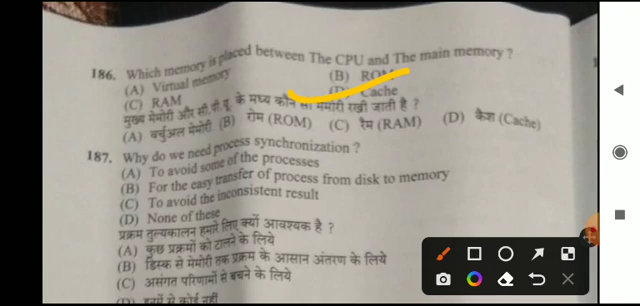 186. Which memory is placed between The CPU and The main memory ?
(A) Virtual memory (B) ROM
(C) RAM (D) Cache
मुख्य मेमोरी और सी.पी.यू. के मध्य कौन सी मेमोरी रखी जाती है ?
(A) वर्चुअल मेमोरी (B) रोम (ROM) (C) रैम (RAM) (D) कैश (Cache)
187. Why do we need process synchronization ?
(A) To avoid some of the processes
(B) For the easy transfer of process from disk to memory
(C) To avoid the inconsistent result
(D) None of these
प्रक्रम तुल्यकालन हमारे लिए क्यों आवश्यक है ?
(A) कुछ प्रक्रमों को टालने के लिये
(B) डिस्क से मेमोरी तक प्रक्रम के आसान अंतरण के लिये
(C) असंगत परिणामों से बचने के लिये
(D) इनमें से कोई नहीं